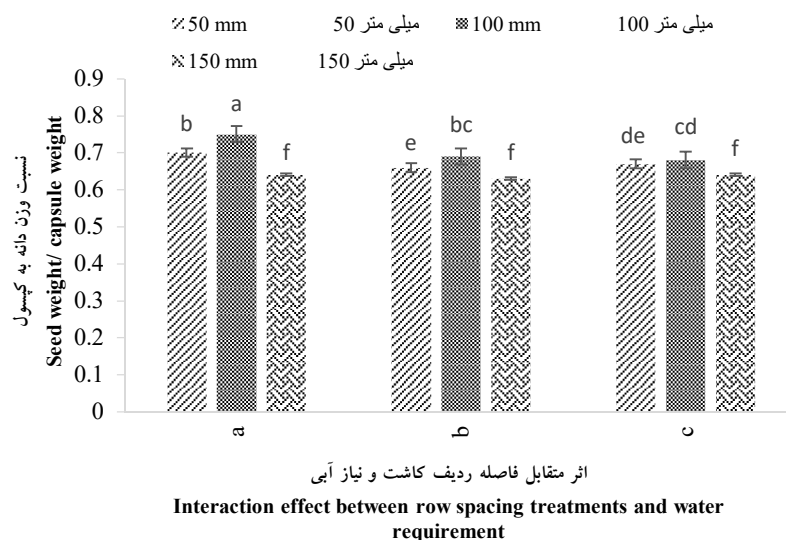 50 mm 50 میلی متر 100 mm 100 میلی متر
150 mm 150 میلی متر
نسبت وزن دانه به کپسول
Seed weight/ capsule weight
0.9
0.8
0.7
0.6
0.5
0.4
0.3
0.2
0.1
0
b a f e bc f de cd f
a b c
اثر متقابل فاصله ردیف کاشت و نیاز آبی
Interaction effect between row spacing treatments and water
requirement